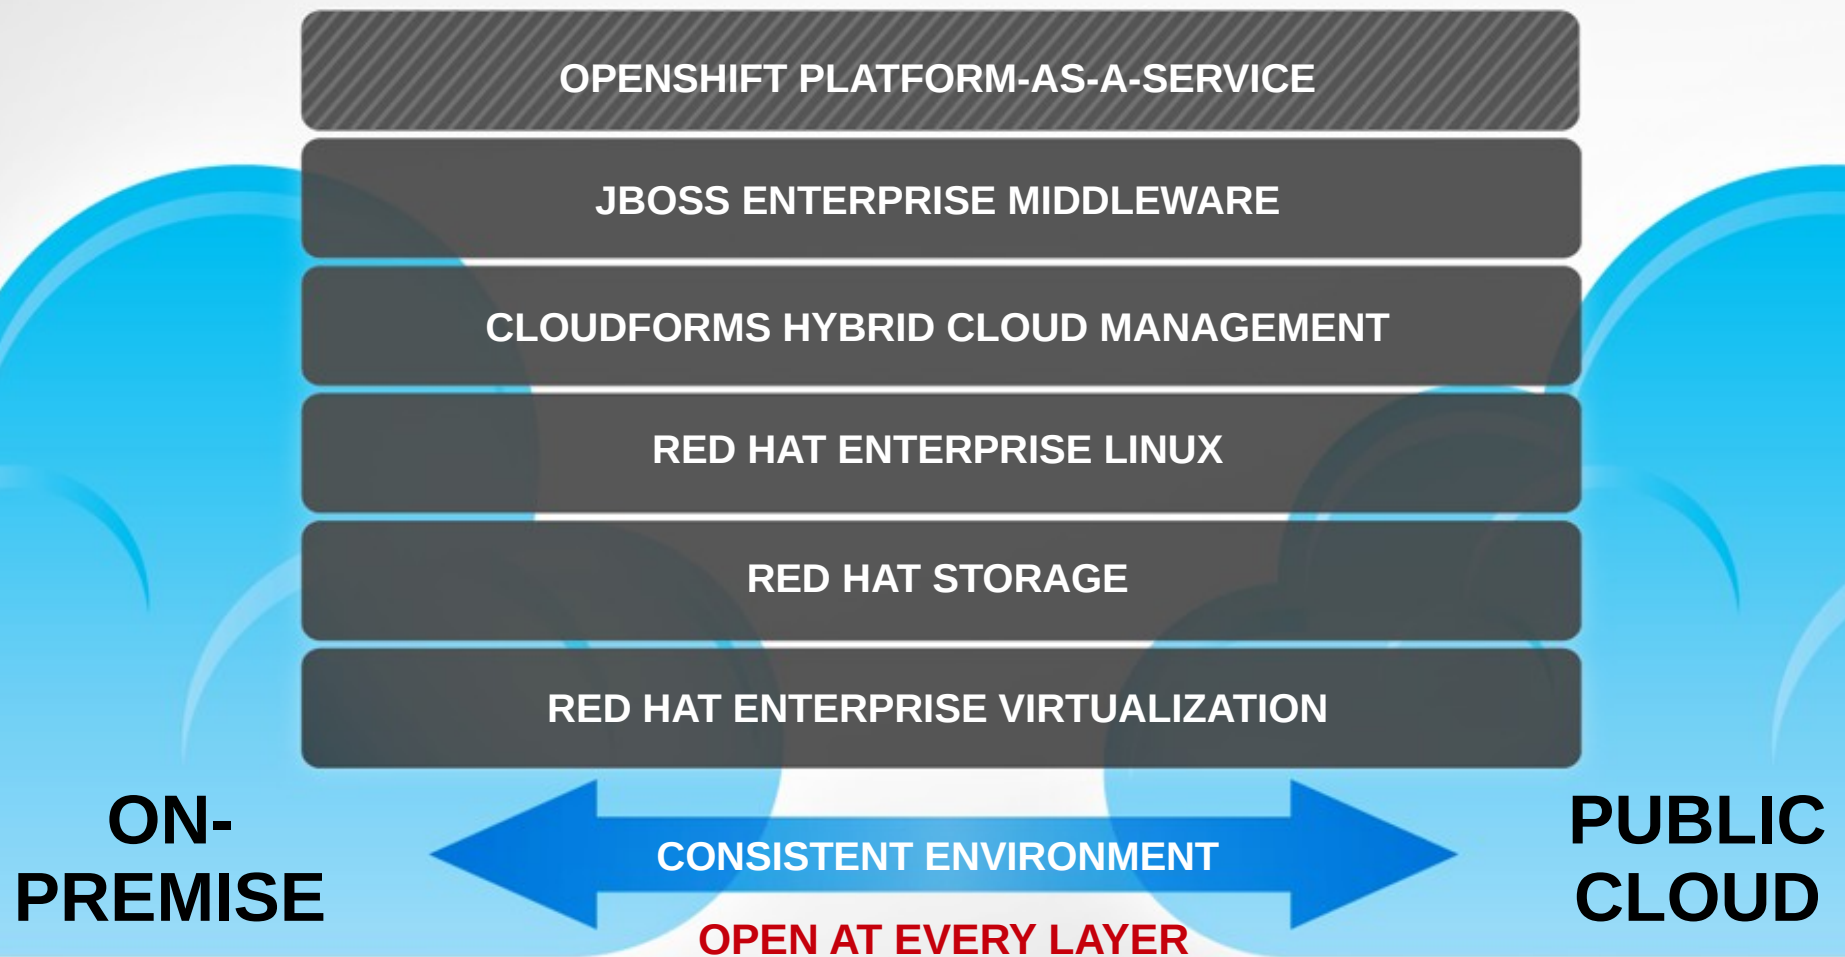 OPENSHIFT PLATFORM-AS-A-SERVICE
JBOSS ENTERPRISE MIDDLEWARE
CLOUDFORMS HYBRID CLOUD MANAGEMENT
RED HAT ENTERPRISE LINUX
RED HAT STORAGE
RED HAT ENTERPRISE VIRTUALIZATION
ON-
PREMISE
CONSISTENT ENVIRONMENT
PUBLIC
CLOUD
OPEN AT EVERY LAYER